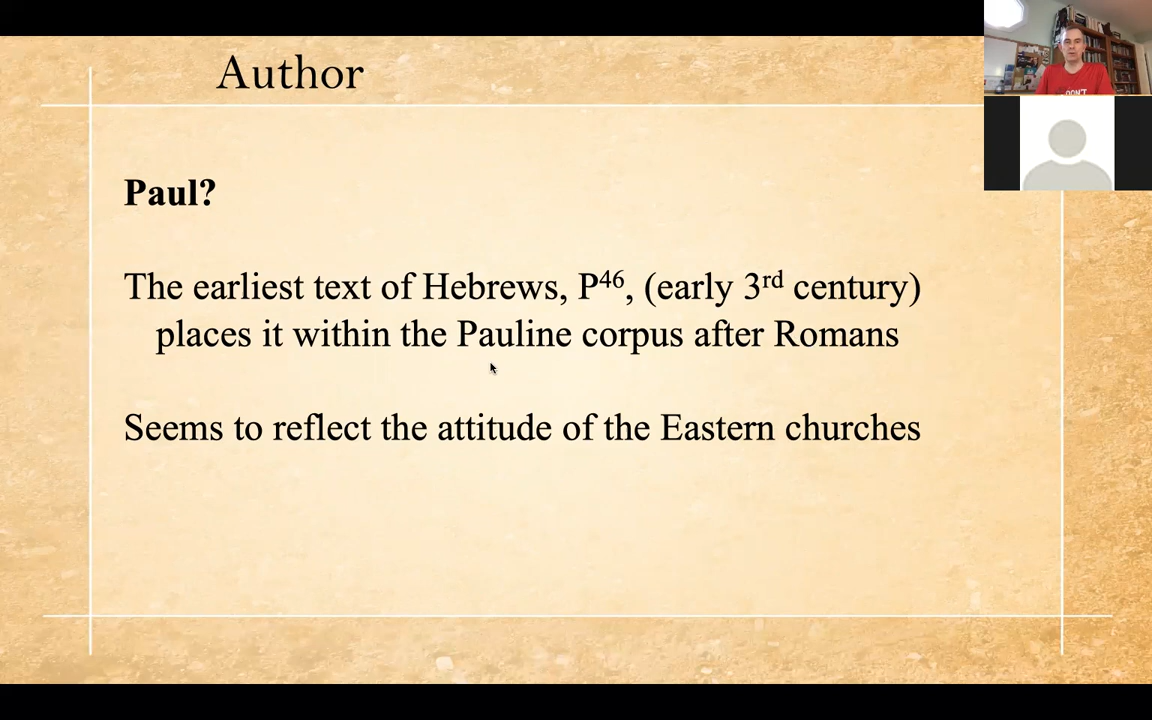 Author
Paul?
The earliest text of Hebrews, P⁴⁶, (early 3ʳᵈ century)
places it within the Pauline corpus after Romans
Seems to reflect the attitude of the Eastern churches
DON'T